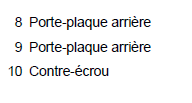 8 Porte-plaque arrière
9 Porte-plaque arrière
10 Contre-écrou